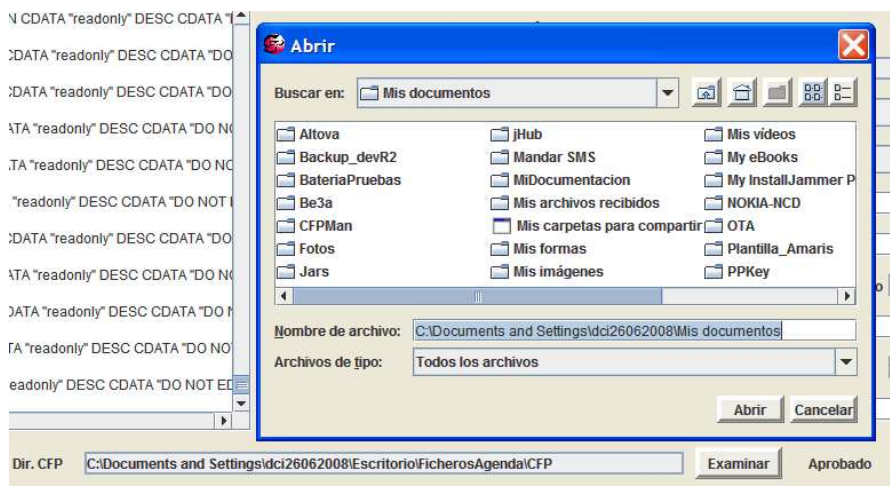 N CDATA "readonly" DESC CDATA "
CDATA "readonly" DESC CDATA "DO
CDATA "readonly" DESC CDATA "DO
ATA "readonly" DESC CDATA "DO NO
TA "readonly" DESC CDATA "DO NO
"readonly" DESC CDATA "DO NOT
CDATA "readonly" DESC CDATA "DO
ATA "readonly" DESC CDATA "DO NO
DATA "readonly" DESC CDATA "DO
TA "readonly" DESC CDATA "DO NO
eadonly" DESC CDATA "DO NOT ED
Abrir
Buscar en: Mis documentos
Altova jHub Mis vídeos
Backup_devR2 Mandar SMS My eBooks
BateriaPruebas MiDocumentacion My InstallJammer P
Be3a Mis archivos recibidos NOKIA-NCD
CFPMan Mis carpetas para compartir OTA
Fotos Mis formas Plantilla_Amaris
Jars Mis imágenes PPKey
Nombre de archivo: C:\Documents and Settings\dci26062008\Mis documentos
Archivos de tipo: Todos los archivos
Abrir Cancelar
o
Dir. CFP C:\Documents and Settings\dci26062008\Escritorio\FicherosAgenda\CFP Examinar Aprobado